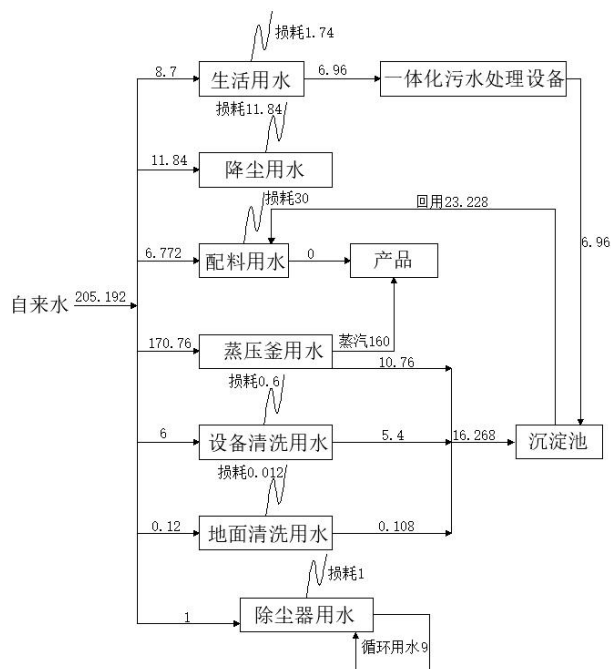 损耗1.74
8.7
生活用水
6.96
一体化污水处理设备
损耗11.84
11.84
降尘用水
损耗30
回用23.228
6.772
配料用水
0
产品
6.96
自来水
205.192
170.76
蒸压釜用水
蒸汽160
10.76
损耗0.6
6
设备清洗用水
5.4
16.268
沉淀池
损耗0.012
0.12
地面清洗用水
0.108
损耗1
1
除尘器用水
循环用水9